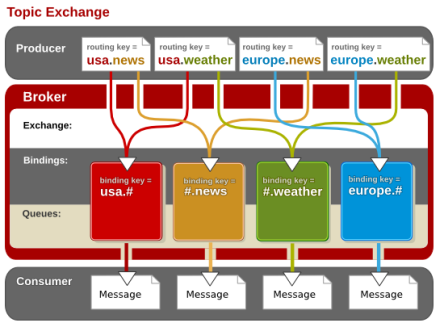 Topic Exchange
Producer
routing key =
usa.news
routing key =
usa.weather
routing key =
europe.news
routing key =
europe.weather
Broker
Exchange:
Bindings:
binding key =
usa.#
binding key =
#.news
binding key =
#.weather
binding key =
europe.#
Queues:
Consumer
Message
Message
Message
Message